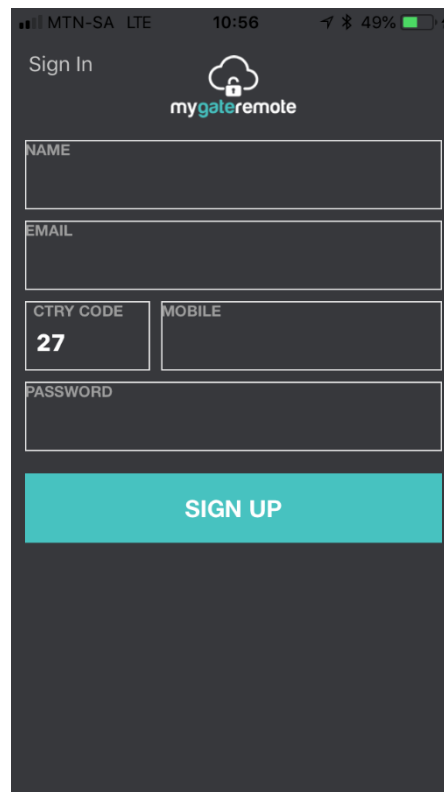 MTN-SA LTE 10:56 49%
Sign In
mygateremote
NAME
EMAIL
CTRY CODE MOBILE
27
PASSWORD
SIGN UP